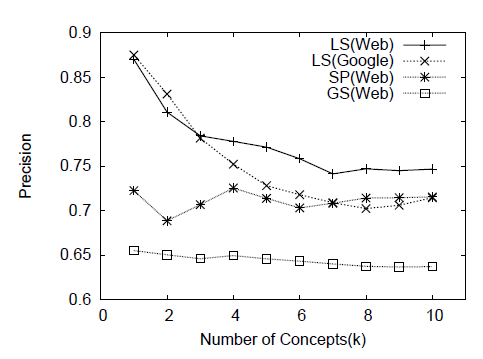 0.9
0.85
0.8
0.75
0.7
0.65
0.6
Precision
LS(Web)
LS(Google)
SP(Web)
GS(Web)
0 2 4 6 8 10
Number of Concepts(k)